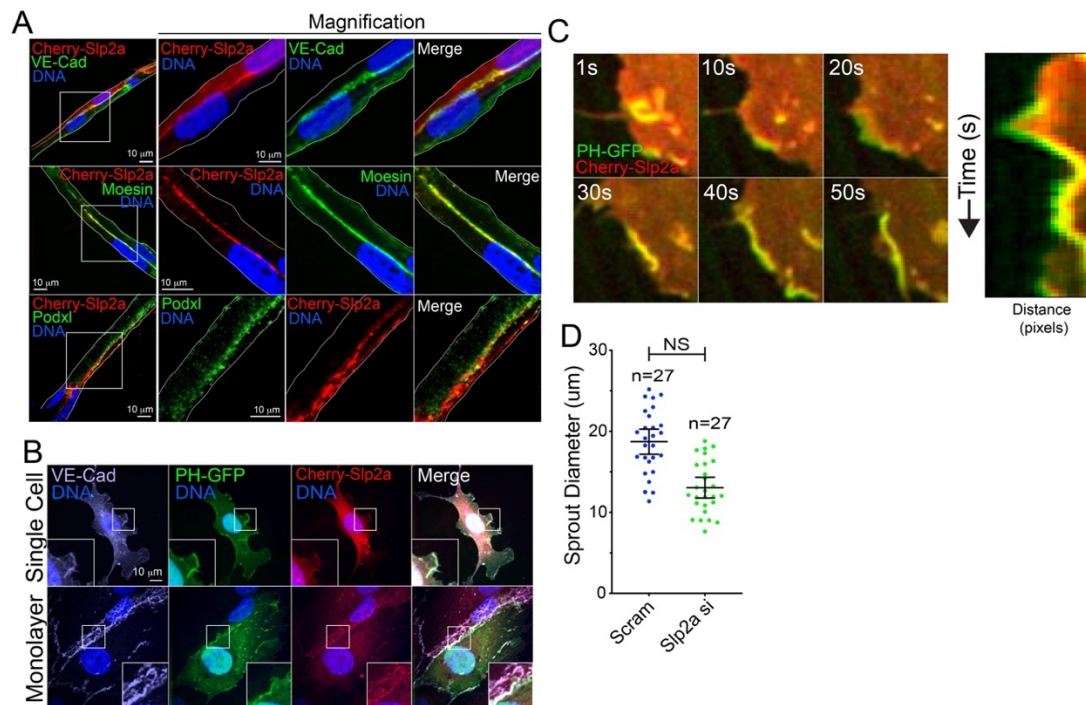 Magnification
A
Cherry-Slp2a
VE-Cad
DNA
10 µm
Cherry-Slp2a
DNA
10 µm
VE-Cad
DNA
Merge
Cherry-Slp2a
Moesin
DNA
10 µm
Cherry-Slp2a
DNA
10 µm
Moesin
DNA
Merge
Cherry-Slp2a
Podxl
DNA
10 µm
Podxl
DNA
10 µm
Cherry-Slp2a
DNA
Merge
B
Single Cell
VE-Cad
DNA
10 µm
PH-GFP
DNA
Cherry-Slp2a
DNA
Merge
Monolayer
C
1s
10s
20s
PH-GFP
Cherry-Slp2a
30s
40s
50s
Time (s)
Distance
(pixels)
D
NS
n=27
n=27
Sprout Diameter (um)
30
20
10
0
Scram
Slp2a si